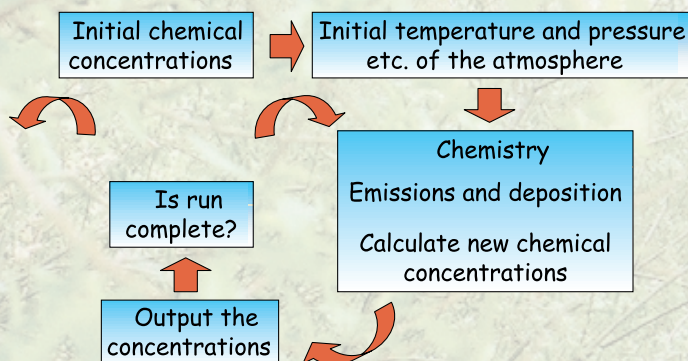 Initial chemical
concentrations
Initial temperature and pressure
etc. of the atmosphere
Chemistry
Emissions and deposition
Calculate new chemical
concentrations
Is run
complete?
Output the
concentrations